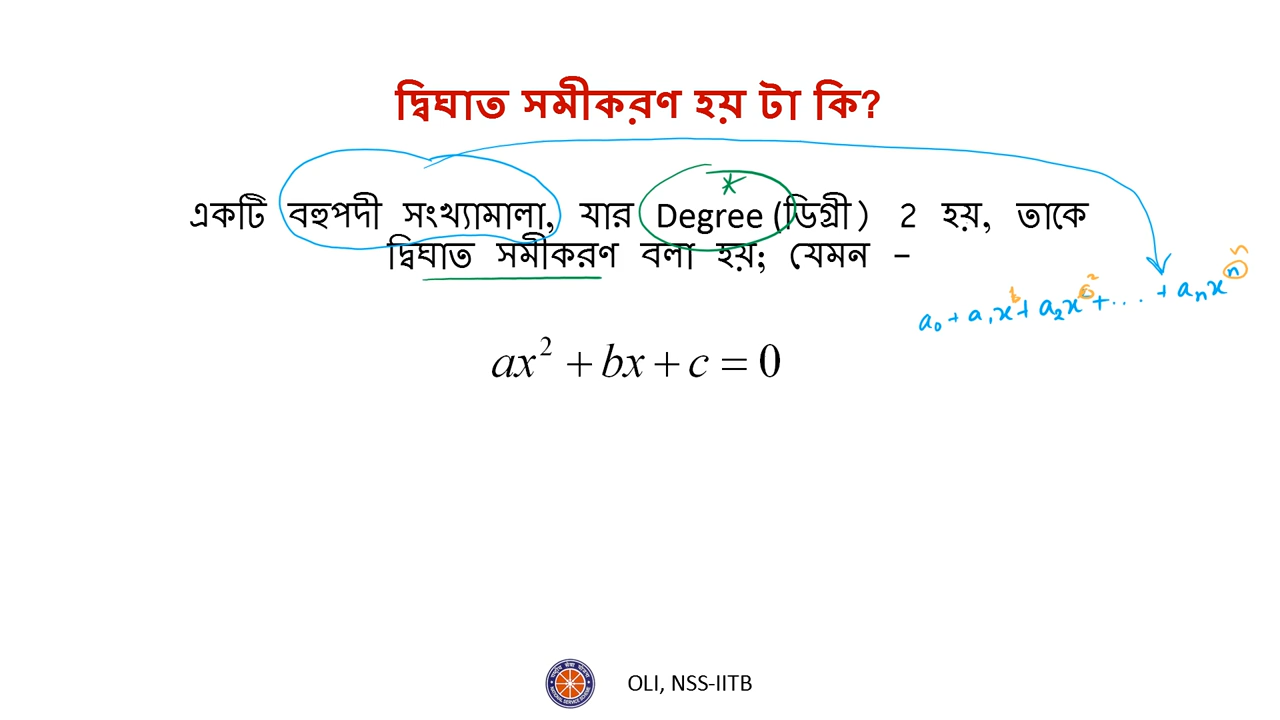 দ্বিঘাত সমীকরণ হয় টা কি?
একটি বহুপদী সংখ্যামালা, যার Degree (ডিগ্রী) 2 হয়, তাকে
দ্বিঘাত সমীকরণ বলা হয়; যেমন –
a₀ + a₁x¹ + a₂x² + ... + aₙxⁿ
ax² + bx + c = 0
OLI, NSS-IITB